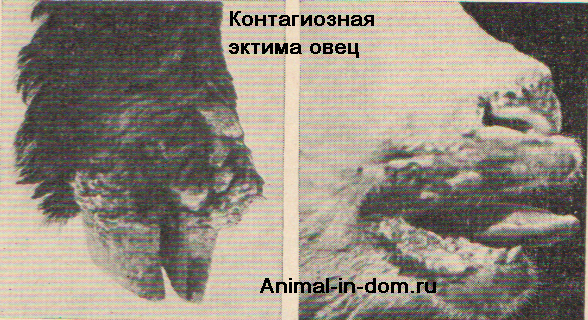 Контагиозная
эктима овец
Animal-in-dom.ru